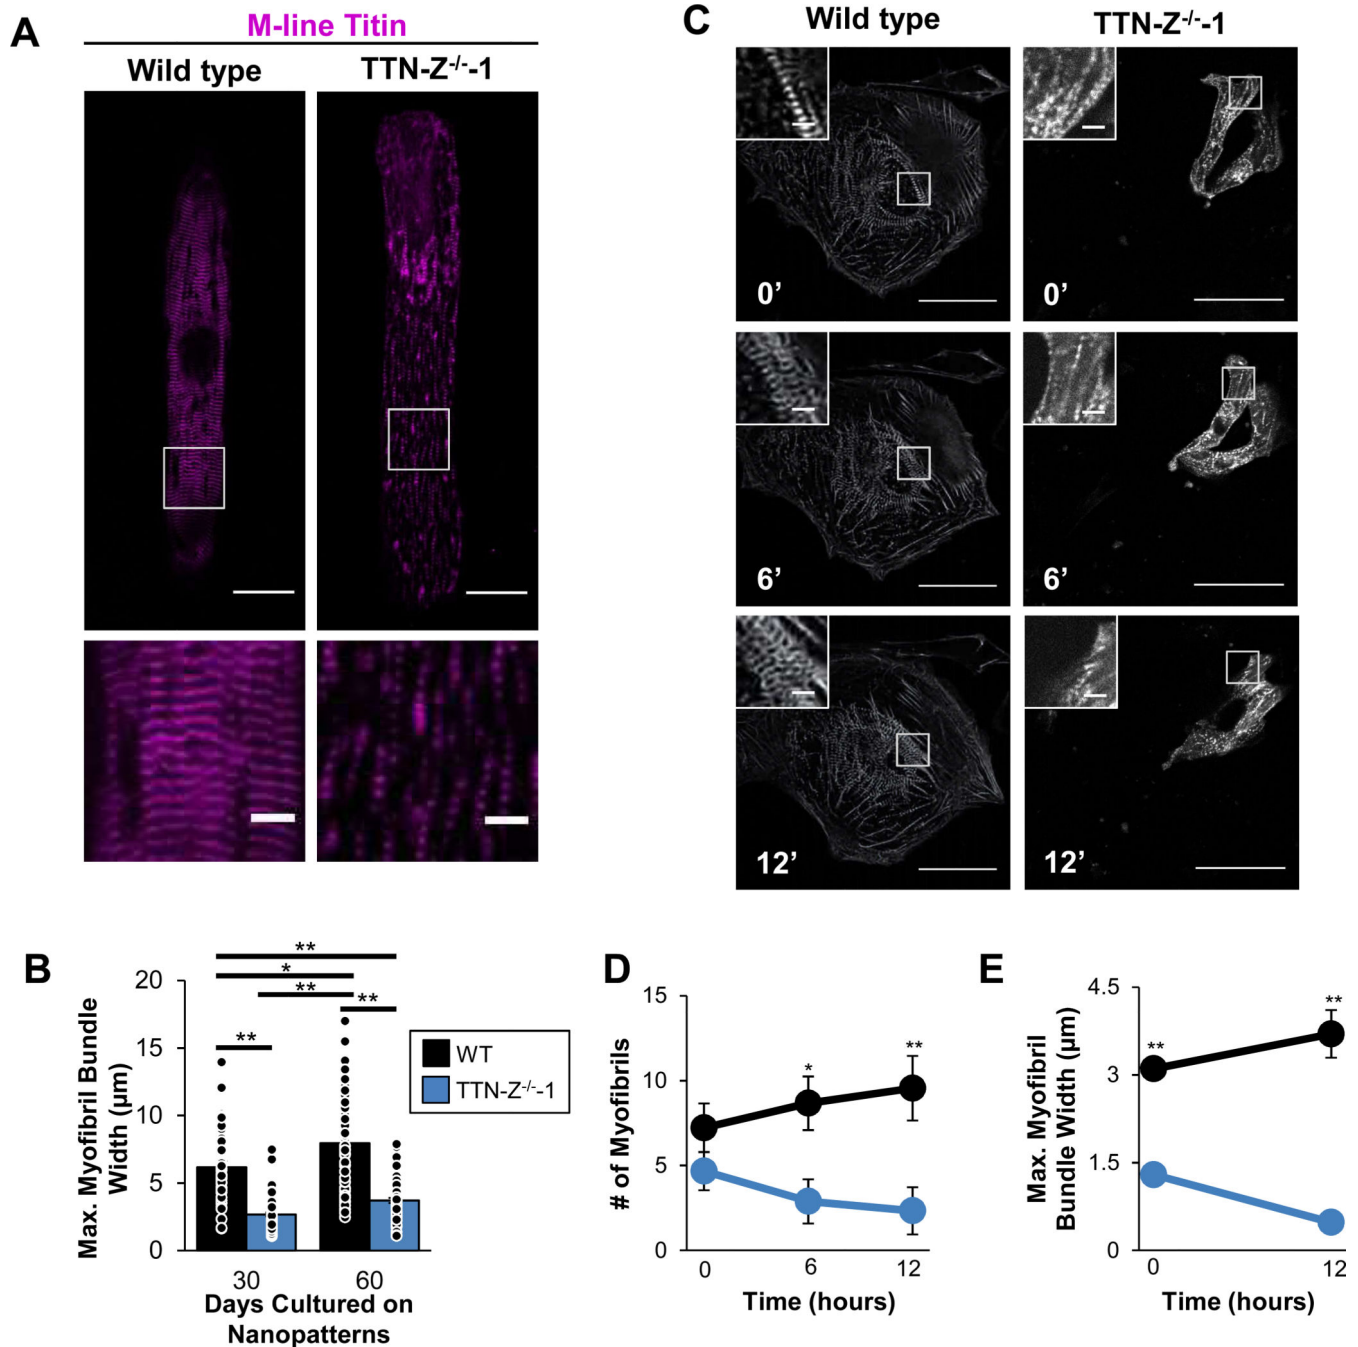 A
M-line Titin
Wild type
TTN-Z-/--1
C
Wild type
TTN-Z-/--1
0’
0’
6’
6’
12’
12’
B
Max. Myofibril Bundle
Width (µm)
20
15
10
5
0
**
*
**
**
**
30
60
Days Cultured on
Nanopatterns
WT
TTN-Z-/--1
D
# of Myofibrils
15
10
5
0
*
**
0
6
12
Time (hours)
E
Max. Myofibril
Bundle Width (µm)
4.5
3
1.5
0
**
**
0
12
Time (hours)